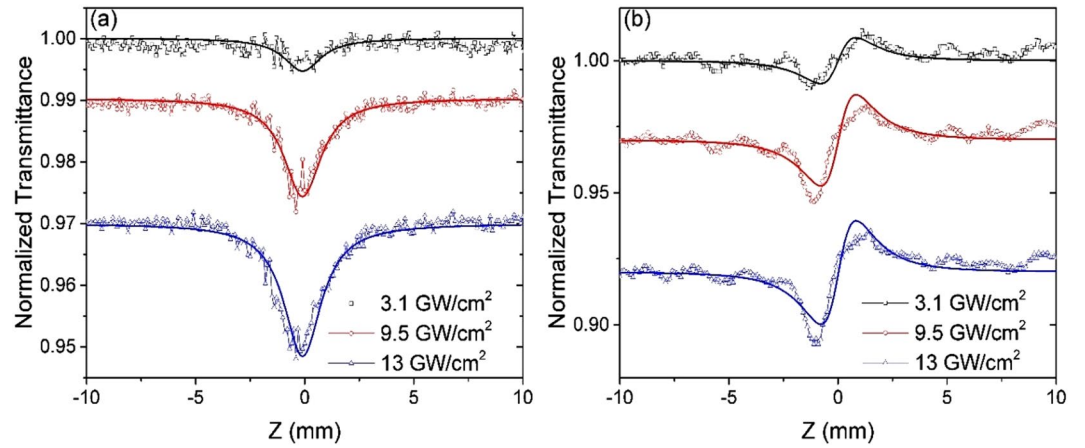 (a)
Normalized Transmittance
1.00
0.99
0.98
0.97
0.96
0.95
3.1 GW/cm²
9.5 GW/cm²
13 GW/cm²
-10
-5
0
5
10
Z (mm)
(b)
Normalized Transmittance
1.00
0.95
0.90
3.1 GW/cm²
9.5 GW/cm²
13 GW/cm²
-10
-5
0
5
10
Z (mm)